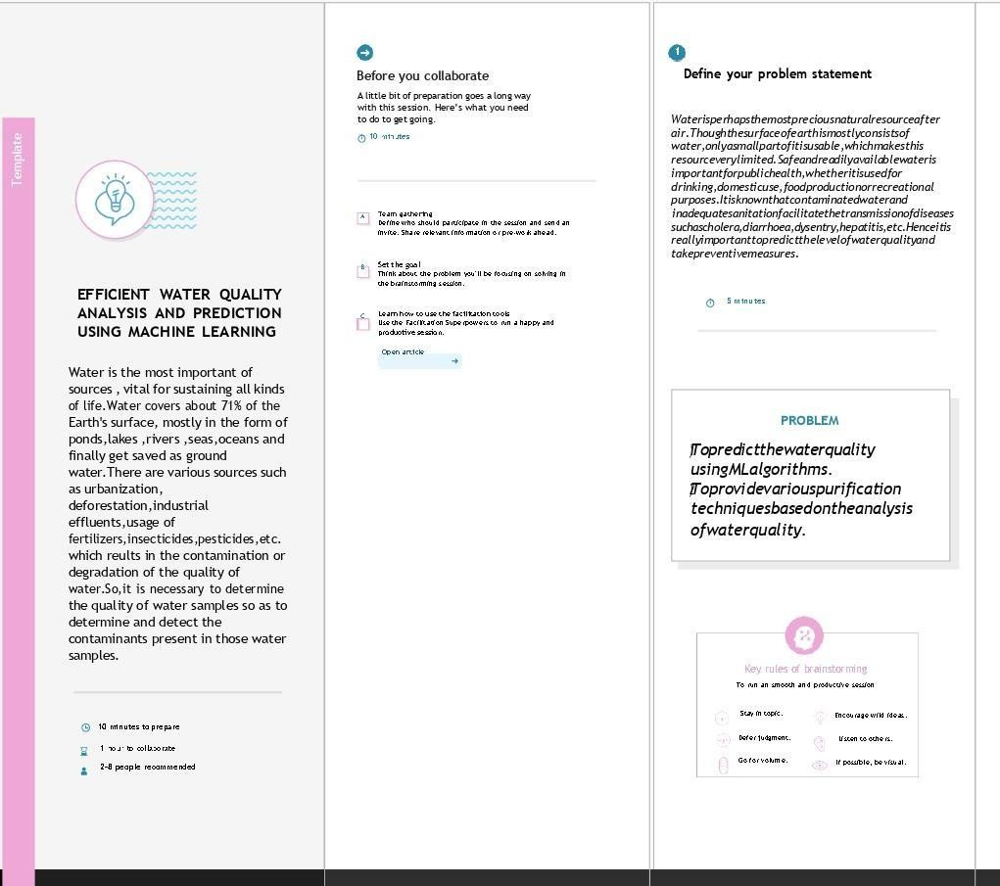 Template
EFFICIENT WATER QUALITY
ANALYSIS AND PREDICTION
USING MACHINE LEARNING
Water is the most important of
sources , vital for sustaining all kinds
of life.Water covers about 71% of the
Earth's surface, mostly in the form of
ponds,lakes ,rivers ,seas,oceans and
finally get saved as ground
water.There are various sources such
as urbanization,
deforestation,industrial
effluents,usage of
fertilizers,insecticides,pesticides,etc.
which reults in the contamination or
degradation of the quality of
water.So,it is necessary to determine
the quality of water samples so as to
determine and detect the
contaminants present in those water
samples.
10 minutes to prepare
1 hour to collaborate
2-8 people recommended
Before you collaborate
A little bit of preparation goes a long way
with this session. Here's what you need
to do to get going.
10 minutes
A
Team gathering
Define who should participate in the session and send an
invite. Share relevant information or pre-work ahead.
B
Set the goal
Think about the problem you'll be focusing on solving in
the brainstorming session.
C
Learn how to use the facilitation tools
Use the Facilitation Superpowers to run a happy and
productive session.
Open article
1
Define your problem statement
Waterisperhapsthemostpreciousnaturalresourceafter
air.Thoughthesurfaceofearthismostlyconsistsof
water,onlyasmallpartofitisusable,whichmakesthis
resourceverylimited.Safeandreadilyavailablewateris
importantforpublichealth,whetheritisusedfor
drinking,domesticuse,foodproductionorrecreational
purposes.Itisknownthatcontaminatedwaterand
inadequatesanitationfacilitatethetransmissionofdiseases
suchascholera,diarrhoea,dysentry,hepatitis,etc.Henceitis
reallyimportanttopredictthelevelofwaterqualityand
takepreventivemeasures.
5 minutes
PROBLEM
Topredictthewaterquality
usingMLalgorithms.
Toprovidevariouspurification
techniquesbasedontheanalysis
ofwaterquality.
Key rules of brainstorming
To run an smooth and productive session
Stay in topic.
Encourage wild ideas.
Defer judgment.
Listen to others.
Go for volume.
If possible, be visual.